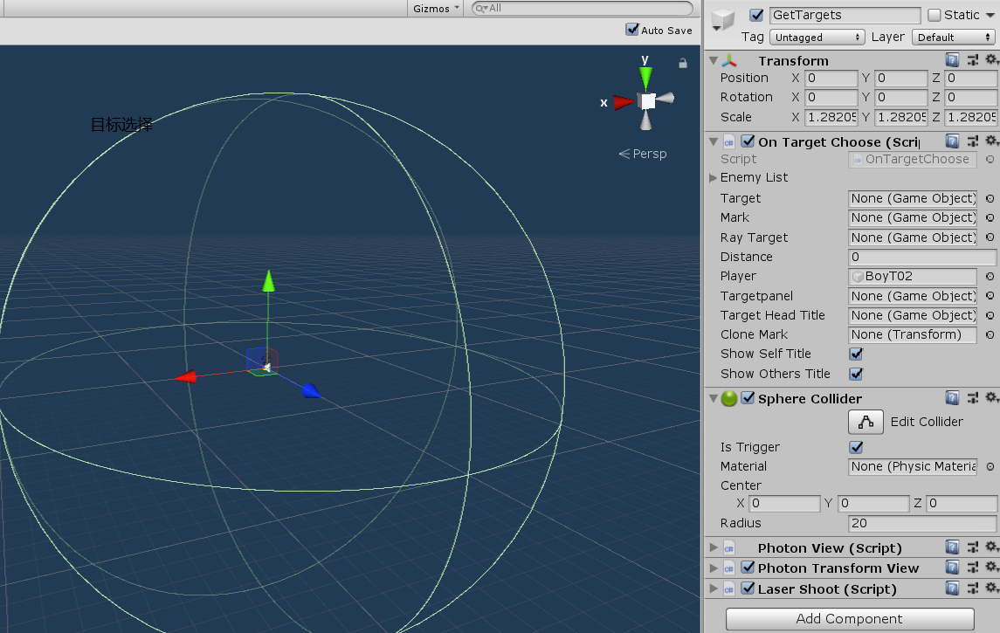 Gizmos
All
Auto Save
目标选择
y
x
Persp
GetTargets
Static
Tag Untagged Layer Default
Transform
Position X 0 Y 0 Z 0
Rotation X 0 Y 0 Z 0
Scale X 1.28205 Y 1.28205 Z 1.28205
On Target Choose (Scri
Script OnTargetChoose
Enemy List
Target None (Game Object)
Mark None (Game Object)
Ray Target None (Game Object)
Distance 0
Player BoyT02
Targetpanel None (Game Object)
Target Head Title None (Game Object)
Clone Mark None (Transform)
Show Self Title
Show Others Title
Sphere Collider
Edit Collider
Is Trigger
Material None (Physic Materia
Center
X 0 Y 0 Z 0
Radius 20
Photon View (Script)
Photon Transform View
Laser Shoot (Script)
Add Component